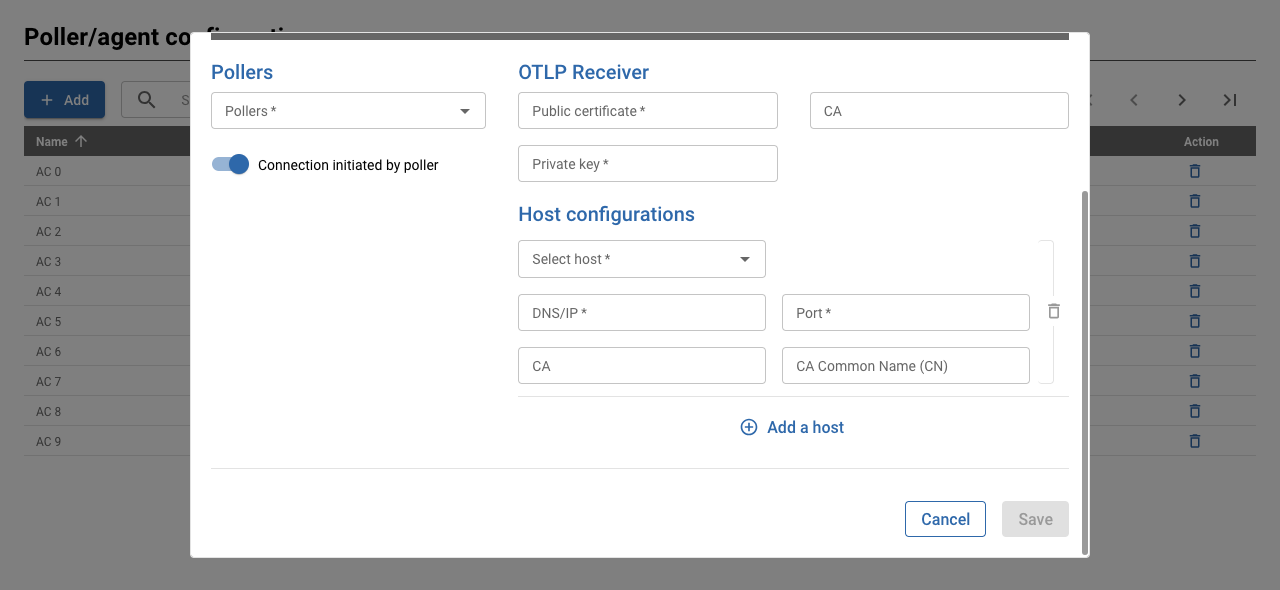 Poller/agent co
Add
S
Name
Action
AC 0
AC 1
AC 2
AC 3
AC 4
AC 5
AC 6
AC 7
AC 8
AC 9
Pollers
Pollers *
Connection initiated by poller
OTLP Receiver
Public certificate *
CA
Private key *
Host configurations
Select host *
DNS/IP *
Port *
CA
CA Common Name (CN)
Add a host
Cancel
Save